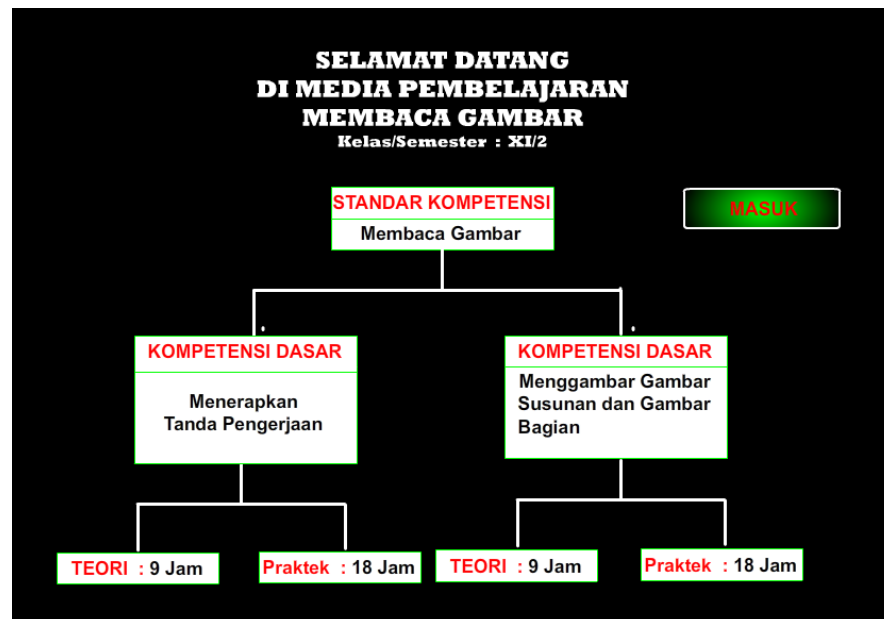 SELAMAT DATANG
DI MEDIA PEMBELAJARAN
MEMBACA GAMBAR
Kelas/Semester : XI/2
STANDAR KOMPETENSI
Membaca Gambar
MASUK
KOMPETENSI DASAR
Menerapkan
Tanda Pengerjaan
KOMPETENSI DASAR
Menggambar Gambar
Susunan dan Gambar
Bagian
TEORI : 9 Jam
Praktek : 18 Jam
TEORI : 9 Jam
Praktek : 18 Jam